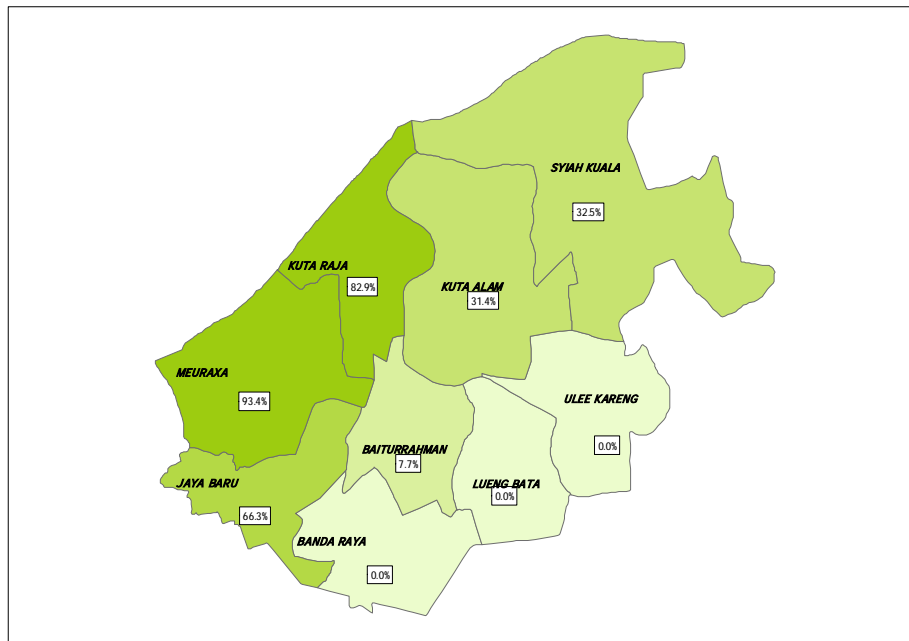 SYIAH KUALA
32.5%
KUTA RAJA
82.9%
KUTA ALAM
31.4%
MEURAXA
93.4%
ULEE KARENG
0.0%
BAITURRAHMAN
7.7%
JAYA BARU
66.3%
LUENG BATA
0.0%
BANDA RAYA
0.0%